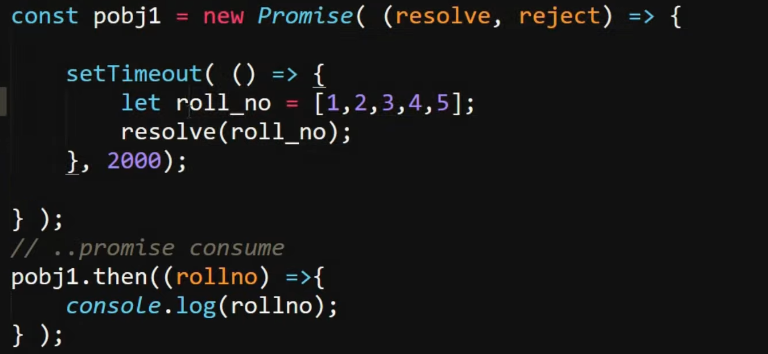 const pobj1 = new Promise( (resolve, reject) => {
setTimeout( () => {
let roll_no = [1,2,3,4,5];
resolve(roll_no);
}, 2000);
} );
// ..promise consume
pobj1.then((rollno) =>{
console.log(rollno);
} );